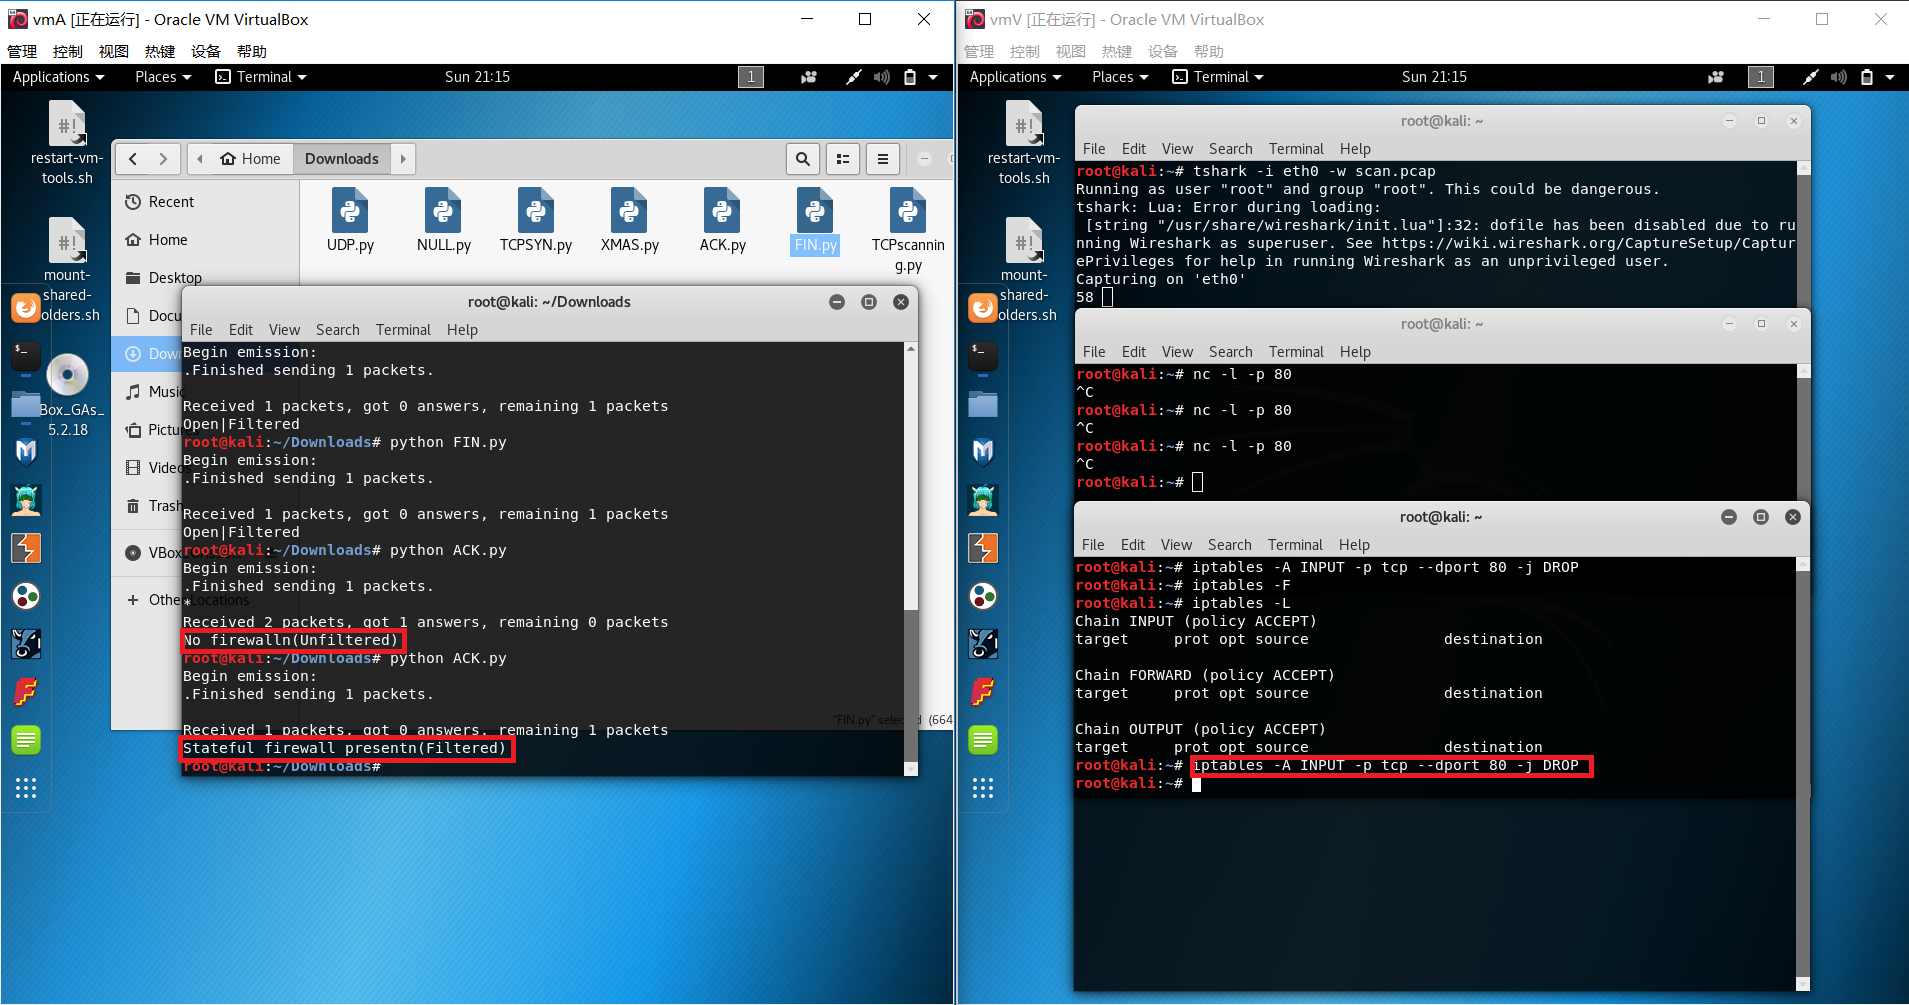 vmA [正在运行] - Oracle VM VirtualBox
管理 控制 视图 热键 设备 帮助
Applications Places Terminal Sun 21:15 1
restart-vm-
tools.sh
mount-
shared-
olders.sh
Box_GAs_
5.2.18
Home Downloads
Recent
Home
Desktop
Docu
Down
Music
Pictu
Videos
Trash
VBox
+ Other Locations
UDP.py NULL.py TCPSYN.py XMAS.py ACK.py FIN.py TCPscannin
g.py
"FIN.py" selec (664
root@kali: ~/Downloads
File Edit View Search Terminal Help
Begin emission:
.Finished sending 1 packets.
Received 1 packets, got 0 answers, remaining 1 packets
Open|Filtered
root@kali:~/Downloads# python FIN.py
Begin emission:
.Finished sending 1 packets.
Received 1 packets, got 0 answers, remaining 1 packets
Open|Filtered
root@kali:~/Downloads# python ACK.py
Begin emission:
.Finished sending 1 packets.
*
Received 2 packets, got 1 answers, remaining 0 packets
No firewalln(Unfiltered)
root@kali:~/Downloads# python ACK.py
Begin emission:
.Finished sending 1 packets.
Received 1 packets, got 0 answers, remaining 1 packets
Stateful firewall presentn(Filtered)
root@kali:~/Downloads#
vmV [正在运行] - Oracle VM VirtualBox
管理 控制 视图 热键 设备 帮助
Applications Places Terminal Sun 21:15 1
restart-vm-
tools.sh
mount-
shared-
olders.sh
root@kali: ~
File Edit View Search Terminal Help
root@kali:~# tshark -i eth0 -w scan.pcap
Running as user "root" and group "root". This could be dangerous.
tshark: Lua: Error during loading:
[string "/usr/share/wireshark/init.lua"]:32: dofile has been disabled due to ru
nning Wireshark as superuser. See https://wiki.wireshark.org/CaptureSetup/Captur
ePrivileges for help in running Wireshark as an unprivileged user.
Capturing on 'eth0'
58
root@kali: ~
File Edit View Search Terminal Help
root@kali:~# nc -l -p 80
^C
root@kali:~# nc -l -p 80
^C
root@kali:~# nc -l -p 80
^C
root@kali:~#
root@kali: ~
File Edit View Search Terminal Help
root@kali:~# iptables -A INPUT -p tcp --dport 80 -j DROP
root@kali:~# iptables -F
root@kali:~# iptables -L
Chain INPUT (policy ACCEPT)
target prot opt source destination
Chain FORWARD (policy ACCEPT)
target prot opt source destination
Chain OUTPUT (policy ACCEPT)
target prot opt source destination
root@kali:~# iptables -A INPUT -p tcp --dport 80 -j DROP
root@kali:~#